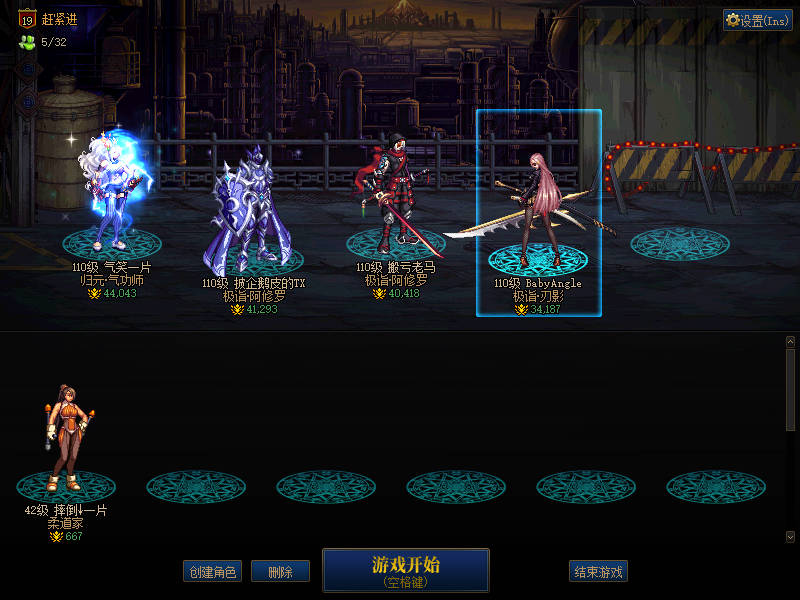 19 赶紧进
设置(Ins)
5/32
110级 气笑一片
归元·气功师
44,043
110级 披企鹅皮的TX
极诣·阿修罗
41,293
110级 搬亏老马
极诣·阿修罗
40,418
110级 BabyAngle
极诣·刃影
34,187
42级 摔倒↓一片
柔道家
667
创建角色
删除
游戏开始
(空格键)
结束游戏